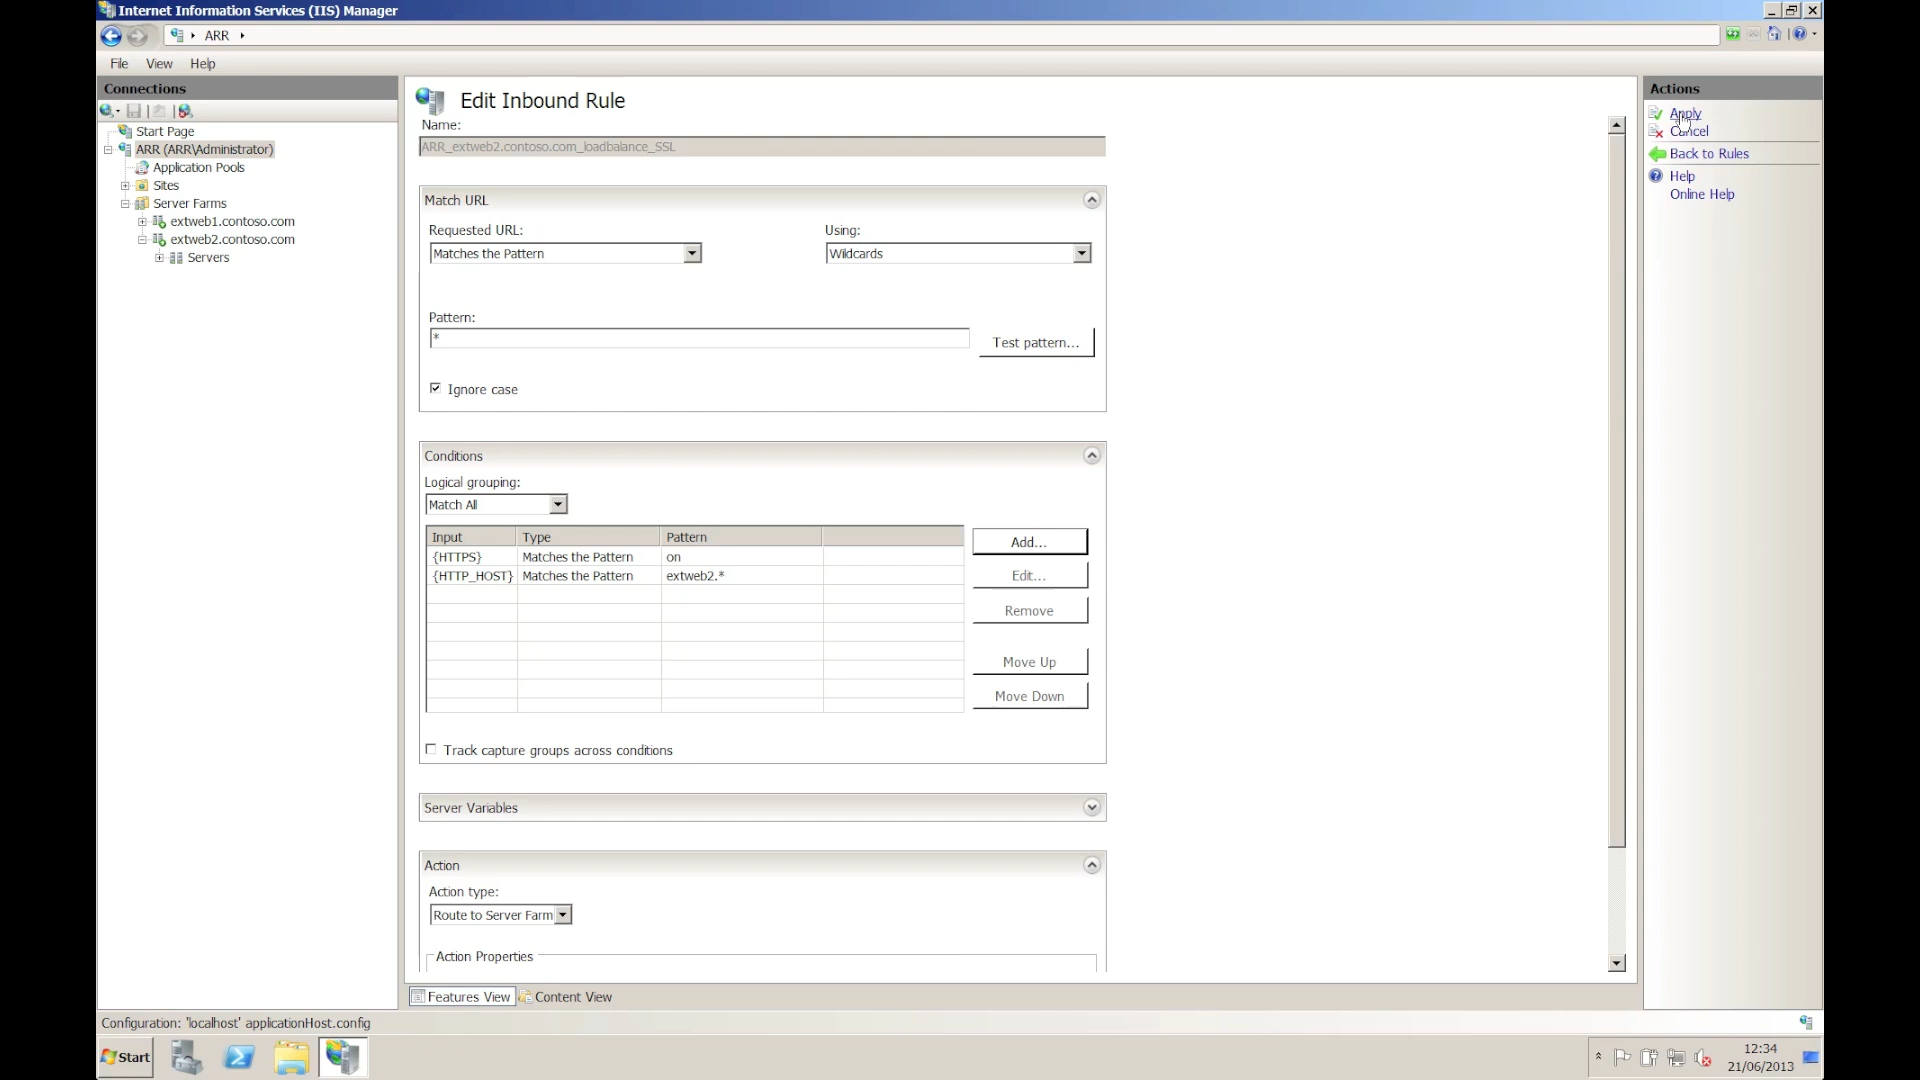 Internet Information Services (IIS) Manager
ARR
File View Help
Connections
Start Page
ARR (ARR\Administrator)
Application Pools
Sites
Server Farms
extweb1.contoso.com
extweb2.contoso.com
Servers
Edit Inbound Rule
Name:
ARR_extweb2.contoso.com_loadbalance_SSL
Match URL
Requested URL: Using:
Matches the Pattern Wildcards
Pattern:
*
Test pattern...
Ignore case
Conditions
Logical grouping:
Match All
Input Type Pattern
{HTTPS} Matches the Pattern on
{HTTP_HOST} Matches the Pattern extweb2.*
Add...
Edit...
Remove
Move Up
Move Down
Track capture groups across conditions
Server Variables
Action
Action type:
Route to Server Farm
Action Properties
Features View Content View
Actions
Apply
Cancel
Back to Rules
Help
Online Help
Configuration: 'localhost' applicationHost.config
Start
12:34
21/06/2013